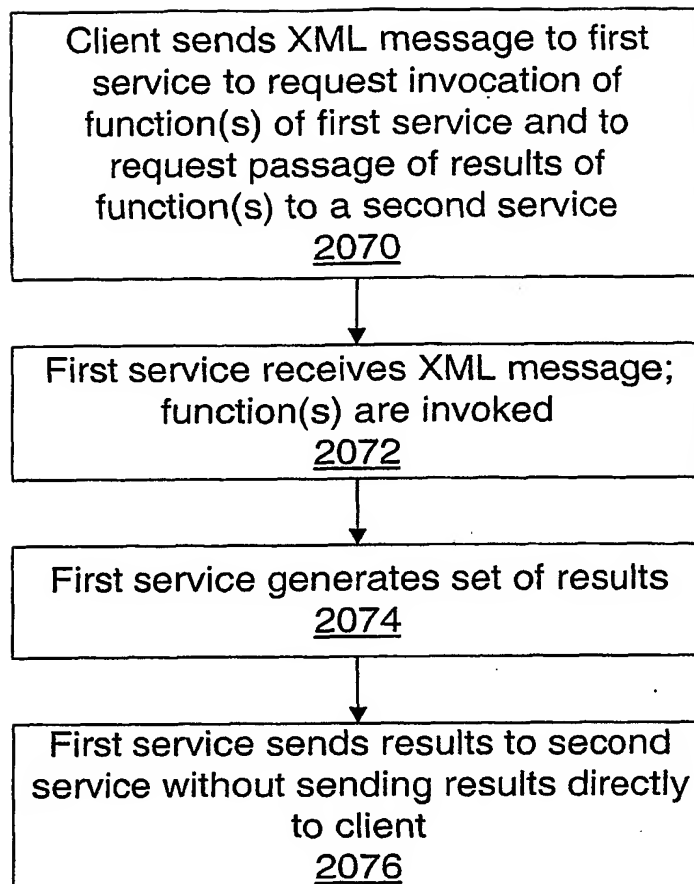 Client sends XML message to first
service to request invocation of
function(s) of first service and to
request passage of results of
function(s) to a second service
2070
First service receives XML message;
function(s) are invoked
2072
First service generates set of results
2074
First service sends results to second
service without sending results directly
to client
2076